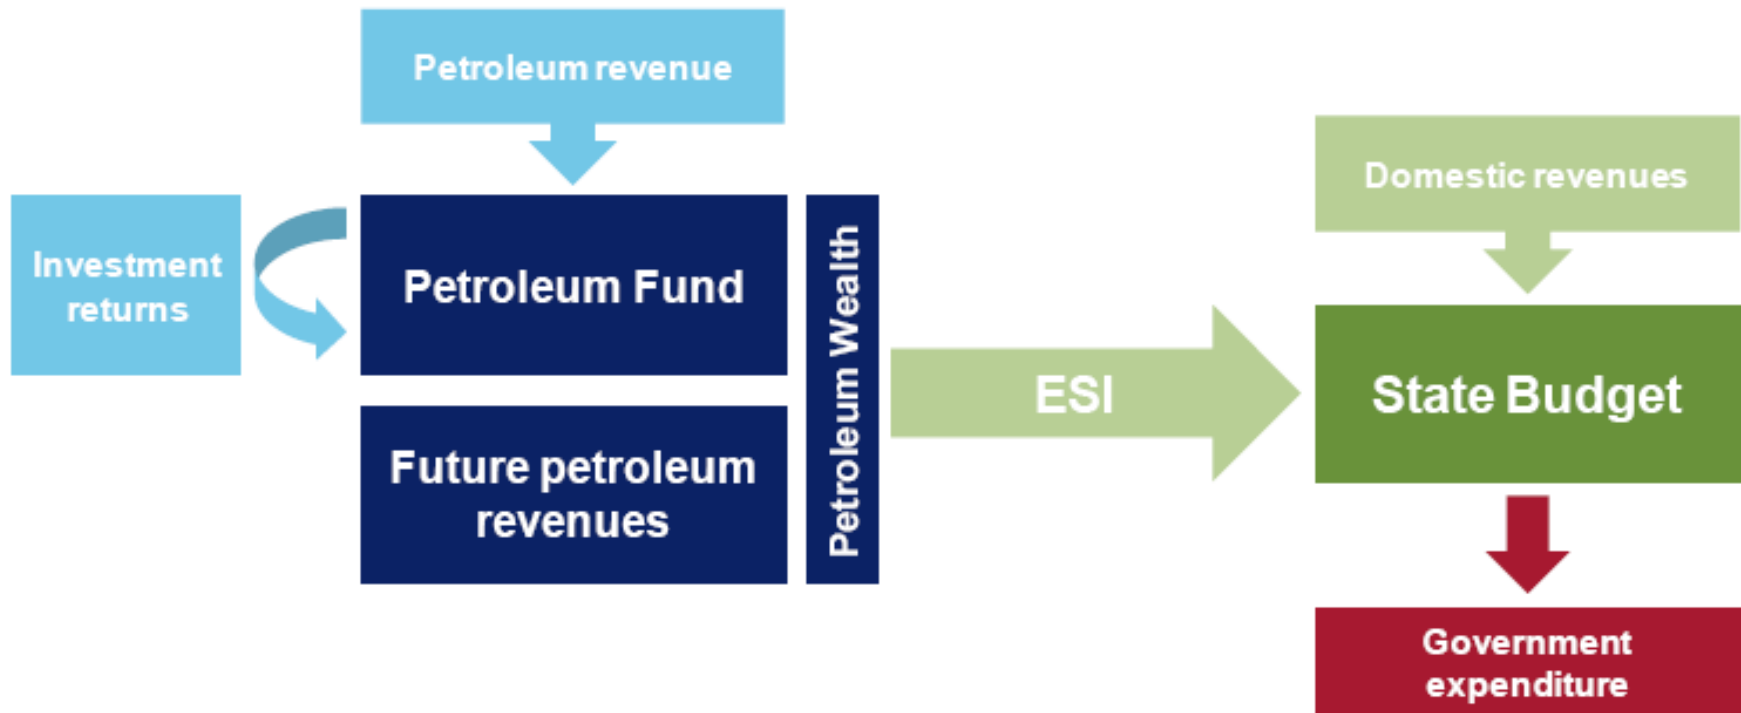 Petroleum revenue
Investment
returns
Petroleum Fund
Future petroleum
revenues
Petroleum Wealth
ESI
Domestic revenues
State Budget
Government
expenditure